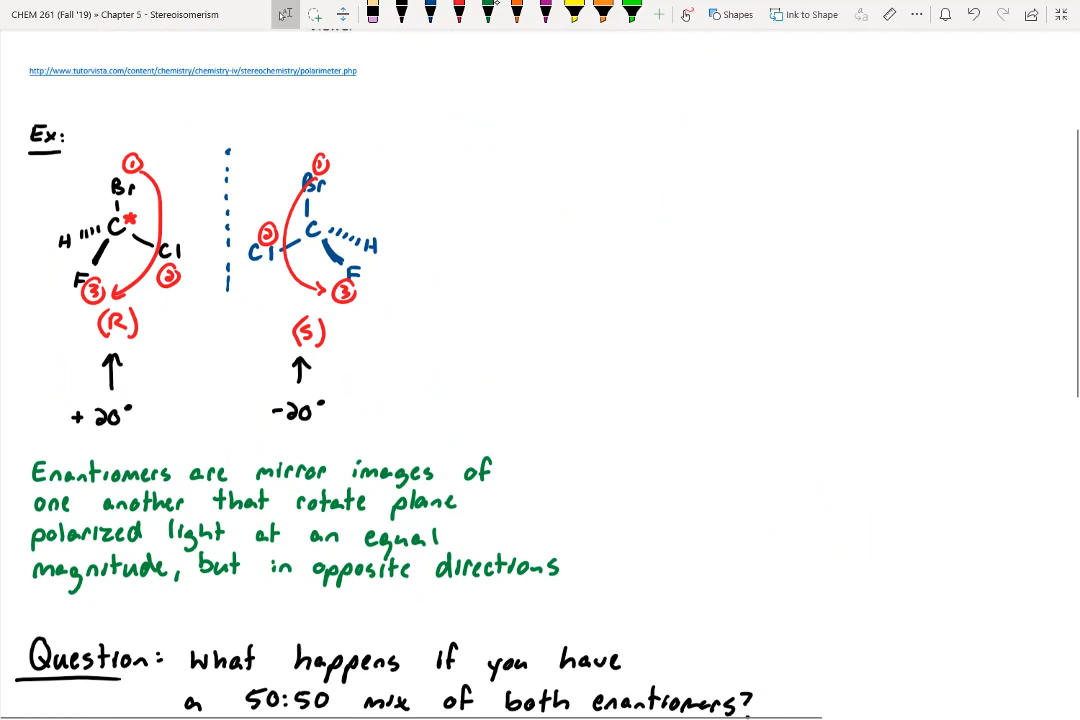 CHEM 261 (Fall '19) » Chapter 5 - Stereoisomerism
Shapes
Ink to Shape
http://www.tutorvista.com/content/chemistry/chemistry-iv/stereochemistry/polarimeter.php
Ex:
① ①
Br Br
C* C
H Cl ② Cl H
F ② F
③ ③
(R) (S)
+20° -20°
Enantiomers are mirror images of
one another that rotate plane
polarized light at an equal
magnitude, but in opposite directions
Question: What happens if you have
a 50:50 mix of both enantiomers?